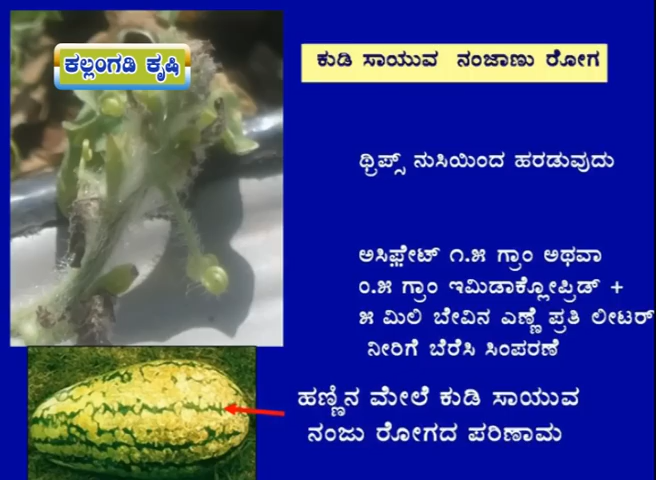 ಕಲ್ಲಂಗಡಿ ಕೃಷಿ
ಕುಡಿ ಸಾಯುವ ನಂಜಾಣು ರೋಗ
ಥ್ರಿಪ್ಸ್ ನುಸಿಯಿಂದ ಹರಡುವುದು
ಅಸಿಫೇಟ್ ೧.೫ ಗ್ರಾಂ ಅಥವಾ
೦.೫ ಗ್ರಾಂ ಇಮಿಡಾಕ್ಲೋಪ್ರಿಡ್ +
೫ ಮಿಲಿ ಬೇವಿನ ಎಣ್ಣೆ ಪ್ರತಿ ಲೀಟರ್
ನೀರಿಗೆ ಬೆರೆಸಿ ಸಿಂಪರಣೆ
ಹಣ್ಣಿನ ಮೇಲೆ ಕುಡಿ ಸಾಯುವ
ನಂಜು ರೋಗದ ಪರಿಣಾಮ